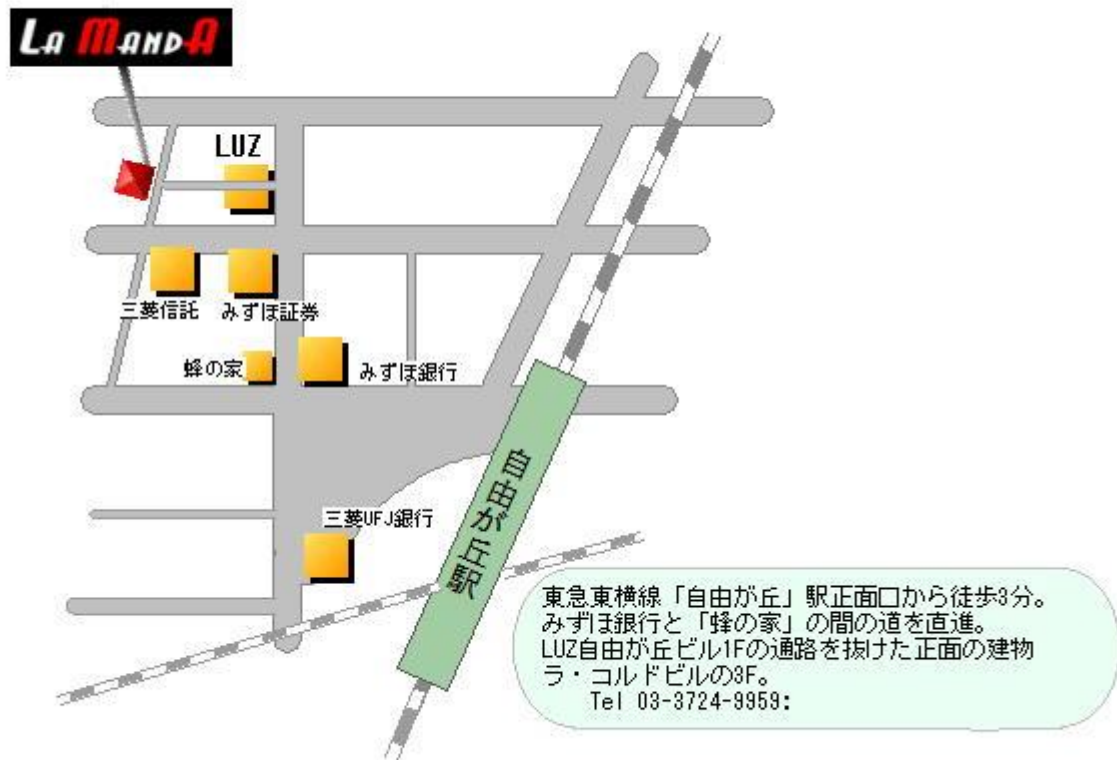 La MandA
LUZ
三菱信託
みずほ証券
蜂の家
みずほ銀行
自由が丘駅
三菱UFJ銀行
東急東横線「自由が丘」駅正面口から徒歩3分。
みずほ銀行と「蜂の家」の間の道を直進。
LUZ自由が丘ビル1Fの通路を抜けた正面の建物
ラ・コルドビルの3F。
Tel 03-3724-9959: